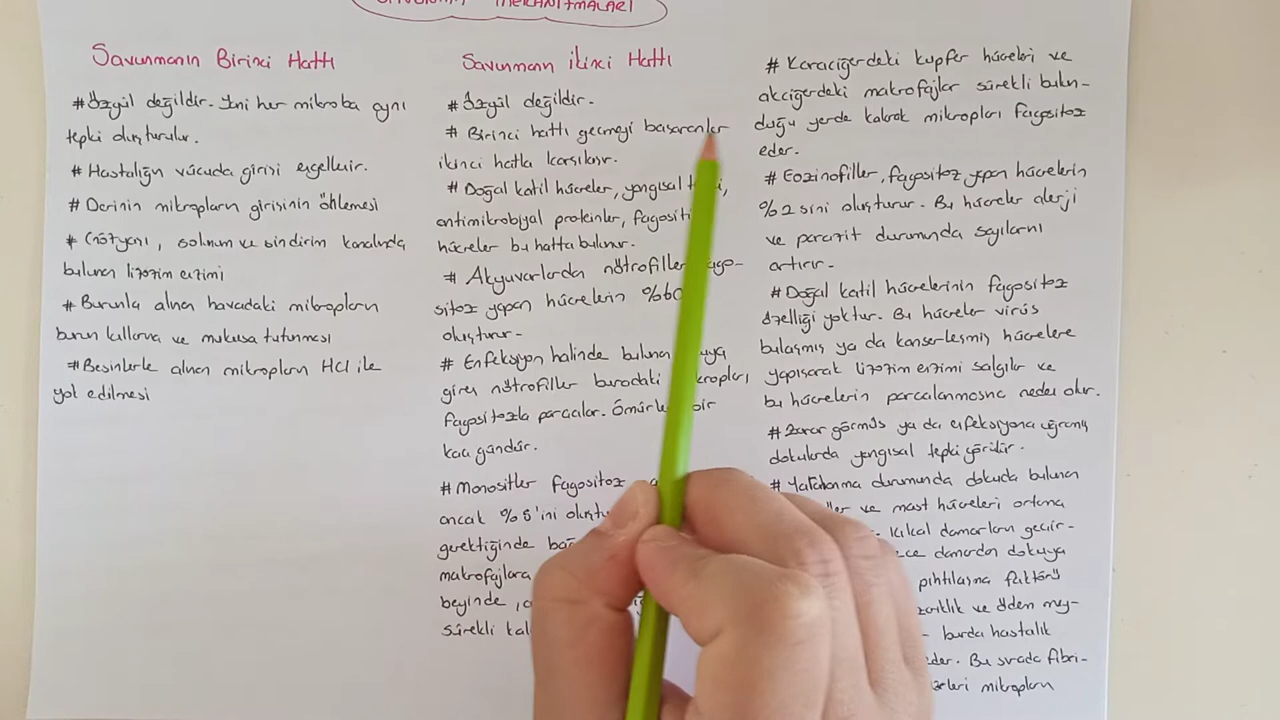 MEKANİZMALARI
Savunmanın Birinci Hattı
#Özgül değildir. Yani her mikroba aynı
tepki oluşturulur.
#Hastalığın vücuda girişi engellenir.
#Derinin mikropların girişinin önlemesi
# Gözyaşı, solunum ve sindirim kanalında
bulunan lizozim enzimi
#Burunla alınan havadaki mikropların
burun kıllarına ve mukusa tutunması
#Besinlerle alınan mikropların HCl ile
yok edilmesi
Savunmanın İkinci Hattı
#Özgül değildir.
# Birinci hattı geçmeyi başaranlar
ikinci hatla karşılaşır.
#Doğal katil hücreler, yangısal
antimikrobiyal proteinler,
hücreler bu hatta bulunur.
# Akyuvarlardan nötrofiller
sitoz yapan hücrelerin %60
oluşturur.
# Enfeksiyon halinde
giren nötrofiller buradaki
fagositozla parçalar.
kaç gündür.
#Monositler fagositoz
ancak %5'ini
gerektiğinde
makrofajlara
beyinde,
sürekli
# Karaciğerdeki kupfer hücreleri ve
akciğerdeki makrofajlar sürekli bulun-
duğu yerde kalarak mikropları fagositoz
eder.
# Eozinofiller, fagositoz yapan hücrelerin
%2 sini oluşturur. Bu hücreler alerji
ve parazit durumunda sayılarını
artırır.
#Doğal katil hücrelerinin fagositoz
özelliği yoktur. Bu hücreler virüs
bulaşmış ya da kanserleşmiş hücrelere
yapışarak lizozim enzimi salgılar ve
bu hücrelerin parçalanmasına neden olur.
#Zarar görmüş ya da enfeksiyona uğramış
dokularda yangısal tepki görülür.
# Yaralanma durumunda dokuda bulunan
ve mast hücreleri ortama
kılcal damarların geçir-
damardan dokuya
pıhtılaşma faktörü
ve ödem mey-
burda hastalık
Bu sırada fibri-
mikropların